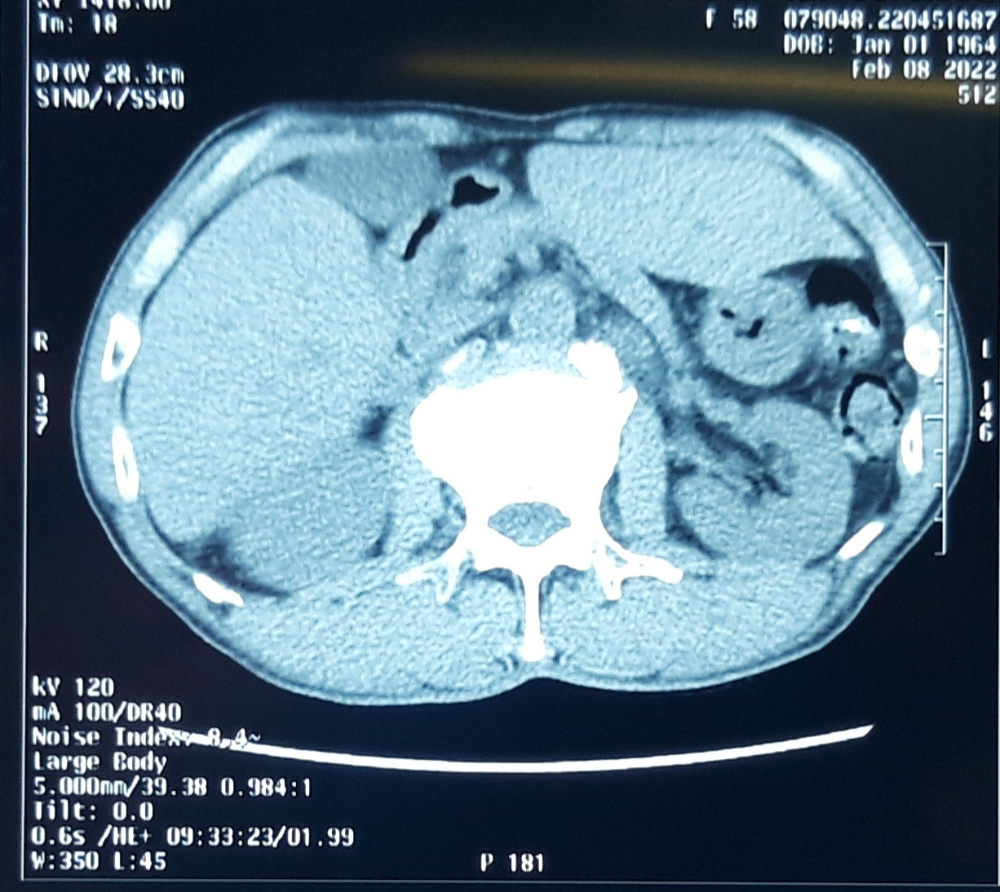 Tm: 18
DFOV 28.3cm
STND/+/SS40
F 58 079048.220451687
DOB: Jan 01 1964
Feb 08 2022
512
R
137
L
146
kV 120
mA 100/DR40
Noise Index: 8.4~
Large Body
5.000mm/39.38 0.984:1
Tilt: 0.0
0.6s /HE+ 09:33:23/01.99
W:350 L:45
P 181